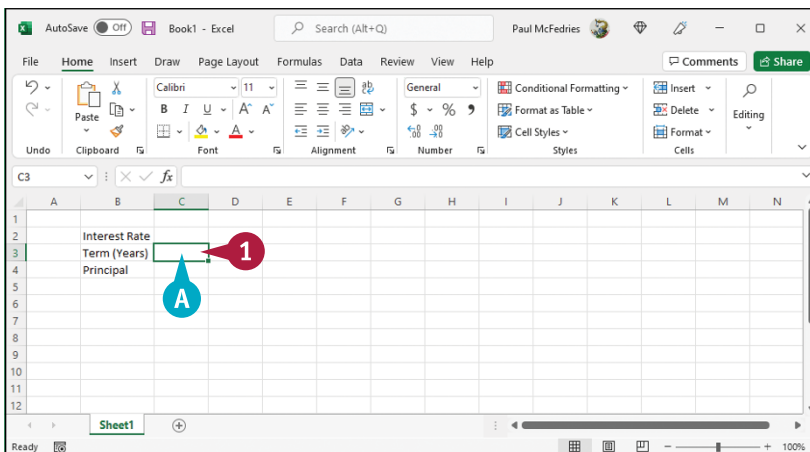 AutoSave Off Book1 - Excel Search (Alt+Q) Paul McFedries
File Home Insert Draw Page Layout Formulas Data Review View Help Comments Share
Calibri 11 ab General Conditional Formatting Insert
Paste B I U A A $ % 9 Format as Table Delete Editing
A Cell Styles Format
Undo Clipboard Font Alignment Number Styles Cells
C3 fx
A B C D E F G H I J K L M N
1
2 Interest Rate
3 Term (Years) 1
4 Principal
5 A
6
7
8
9
10
11
12
Sheet1
Ready 100%